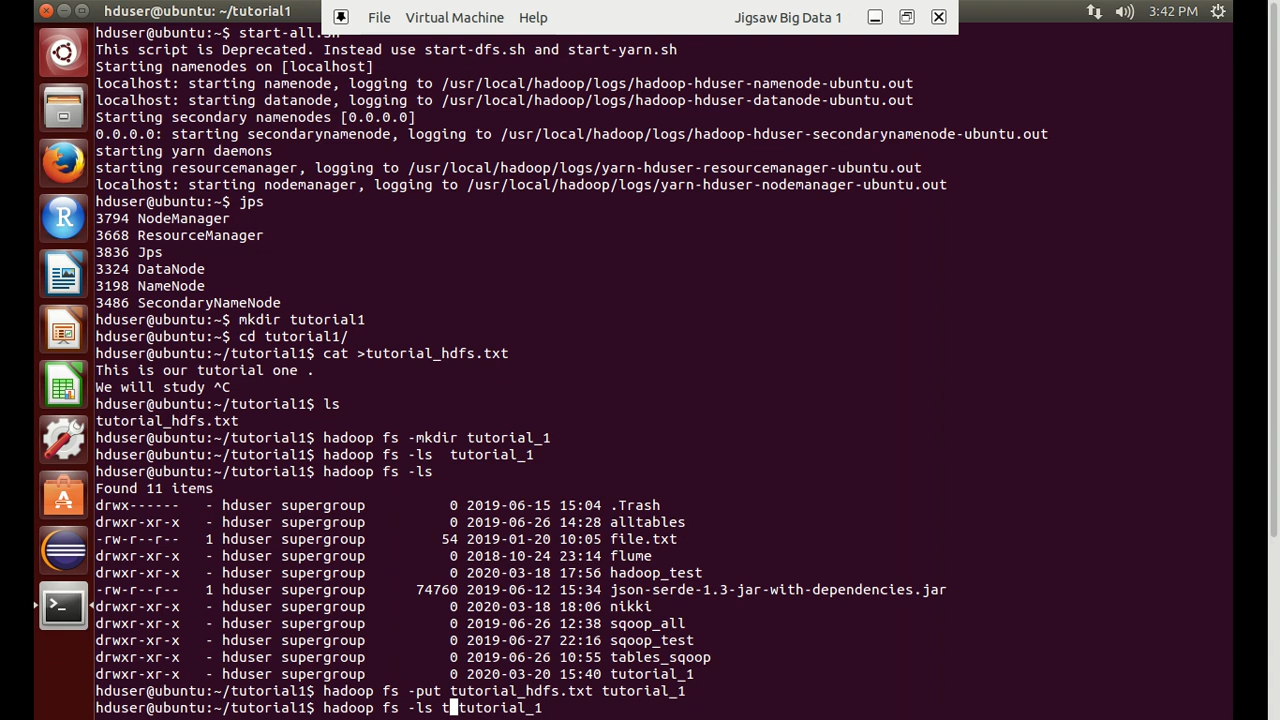 hduser@ubuntu: ~/tutorial1
File Virtual Machine Help
Jigsaw Big Data 1
3:42 PM
hduser@ubuntu:~$ start-all.sh
This script is Deprecated. Instead use start-dfs.sh and start-yarn.sh
Starting namenodes on [localhost]
localhost: starting namenode, logging to /usr/local/hadoop/logs/hadoop-hduser-namenode-ubuntu.out
localhost: starting datanode, logging to /usr/local/hadoop/logs/hadoop-hduser-datanode-ubuntu.out
Starting secondary namenodes [0.0.0.0]
0.0.0.0: starting secondarynamenode, logging to /usr/local/hadoop/logs/hadoop-hduser-secondarynamenode-ubuntu.out
starting yarn daemons
starting resourcemanager, logging to /usr/local/hadoop/logs/yarn-hduser-resourcemanager-ubuntu.out
localhost: starting nodemanager, logging to /usr/local/hadoop/logs/yarn-hduser-nodemanager-ubuntu.out
hduser@ubuntu:~$ jps
3794 NodeManager
3668 ResourceManager
3836 Jps
3324 DataNode
3198 NameNode
3486 SecondaryNameNode
hduser@ubuntu:~$ mkdir tutorial1
hduser@ubuntu:~$ cd tutorial1/
hduser@ubuntu:~/tutorial1$ cat >tutorial_hdfs.txt
This is our tutorial one .
We will study ^C
hduser@ubuntu:~/tutorial1$ ls
tutorial_hdfs.txt
hduser@ubuntu:~/tutorial1$ hadoop fs -mkdir tutorial_1
hduser@ubuntu:~/tutorial1$ hadoop fs -ls  tutorial_1
hduser@ubuntu:~/tutorial1$ hadoop fs -ls
Found 11 items
drwx------   - hduser supergroup          0 2019-06-15 15:04 .Trash
drwxr-xr-x   - hduser supergroup          0 2019-06-26 14:28 alltables
-rw-r--r--   1 hduser supergroup         54 2019-01-20 10:05 file.txt
drwxr-xr-x   - hduser supergroup          0 2018-10-24 23:14 flume
drwxr-xr-x   - hduser supergroup          0 2020-03-18 17:56 hadoop_test
-rw-r--r--   1 hduser supergroup      74760 2019-06-12 15:34 json-serde-1.3-jar-with-dependencies.jar
drwxr-xr-x   - hduser supergroup          0 2020-03-18 18:06 nikki
drwxr-xr-x   - hduser supergroup          0 2019-06-26 12:38 sqoop_all
drwxr-xr-x   - hduser supergroup          0 2019-06-27 22:16 sqoop_test
drwxr-xr-x   - hduser supergroup          0 2019-06-26 10:55 tables_sqoop
drwxr-xr-x   - hduser supergroup          0 2020-03-20 15:40 tutorial_1
hduser@ubuntu:~/tutorial1$ hadoop fs -put tutorial_hdfs.txt tutorial_1
hduser@ubuntu:~/tutorial1$ hadoop fs -ls t tutorial_1